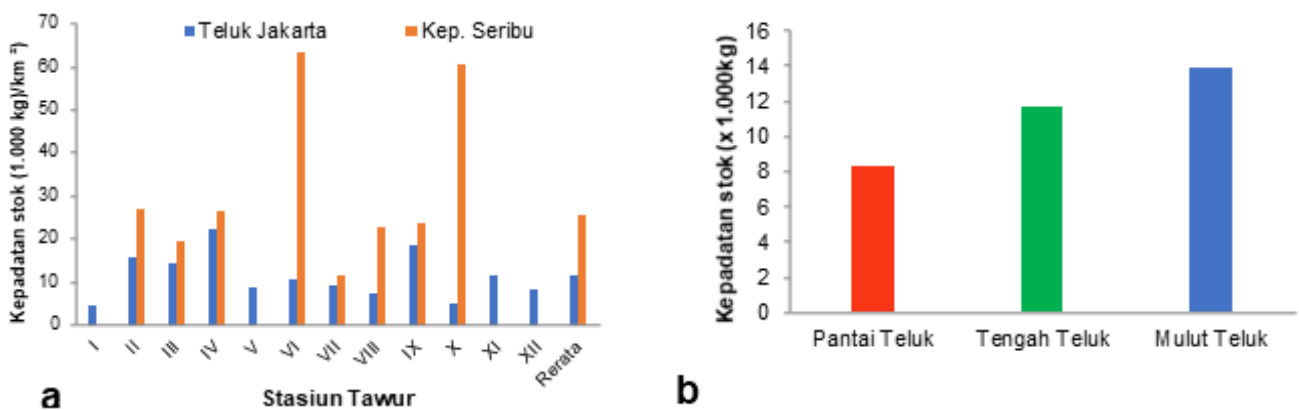 Kepadatan stok (1.000 kg)/km ²)
70
60
50
40
30
20
10
0
Teluk Jakarta
Kep. Seribu
I
II
III
IV
V
VI
VII
VIII
IX
X
XI
XII
Rerata
Stasiun Tawur
a
Kepadatan stok (x 1.000kg)
16
14
12
10
8
6
4
2
0
Pantai Teluk
Tengah Teluk
Mulut Teluk
b